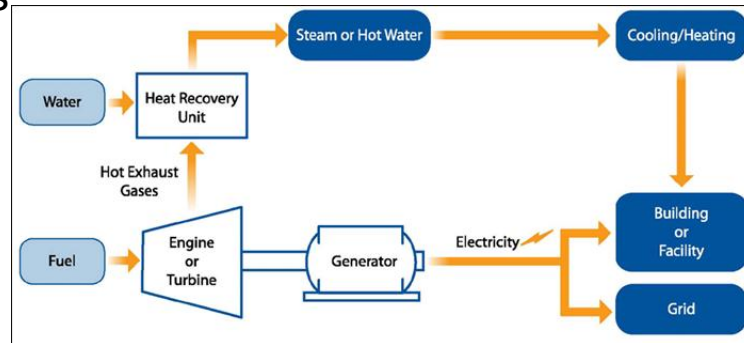 Steam or Hot Water
Cooling/Heating
Water
Heat Recovery
Unit
Hot Exhaust
Gases
Building
or
Facility
Engine
or
Turbine
Fuel
Generator
Electricity
Grid